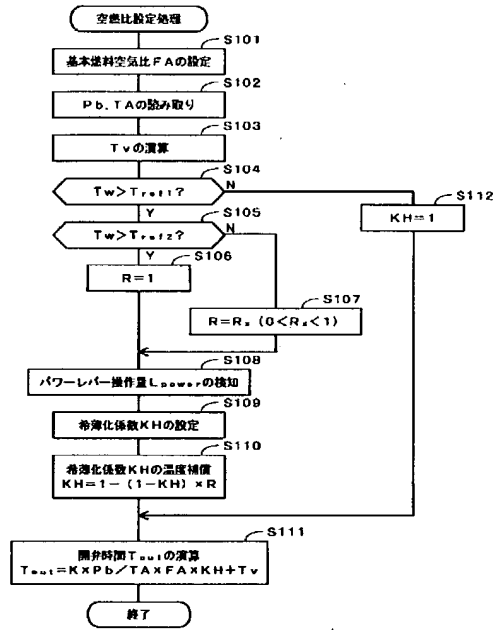 空燃比設定処理
S101
基本燃料空気比FAの設定
S102
Pb、TAの読み取り
S103
Tvの演算
S104
Tw>Tref1?
N
Y
S112
KH=1
S105
Tw>Tref2?
N
Y
S106
R=1
S107
R=Rx (0<Rx<1)
S108
パワーレバー操作量Lpowerの検知
S109
希薄化係数KHの設定
S110
希薄化係数KHの温度補償
KH=1-(1-KH)×R
S111
開弁時間Toutの演算
Tout=K×Pb/TA×FA×KH+Tv
終了